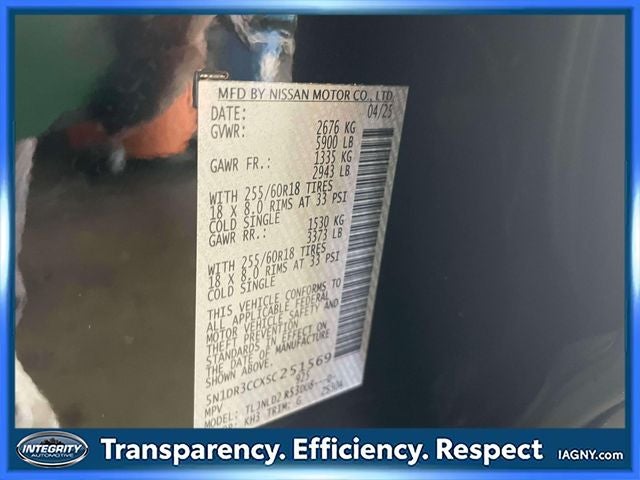 MFD BY NISSAN MOTOR CO., LTD.
DATE: 04/25
GVWR: 2676 KG
5900 LB
GAWR FR.: 1335 KG
2943 LB
WITH 255/60R18 TIRES
18 X 8.0 RIMS AT 33 PSI
COLD SINGLE
GAWR RR.: 1530 KG
3373 LB
WITH 255/60R18 TIRES
18 X 8.0 RIMS AT 33 PSI
COLD SINGLE
THIS VEHICLE CONFORMS TO
ALL APPLICABLE FEDERAL
MOTOR VEHICLE SAFETY AND
THEFT PREVENTION
STANDARDS IN EFFECT ON
THE DATE OF MANUFACTURE
SHOWN ABOVE.
5N1DR3CCXSC251569
MPV
KH3 TRIM: G
INTEGRITY
AUTOMOTIVE
Transparency. Efficiency. Respect
IAGNY.com